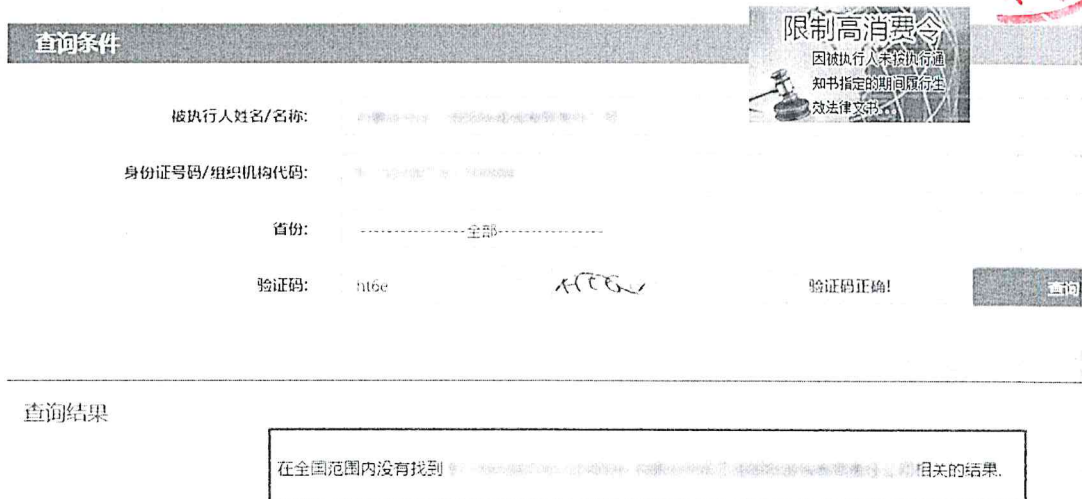 查询条件
限制高消费令
因被执行人未按执行通
知书指定的期间履行生
效法律文书...
被执行人姓名/名称:
身份证号码/组织机构代码:
省份: ---------------全部---------------
验证码: ht6e 验证码正确! 查询
查询结果
在全国范围内没有找到 相关的结果.